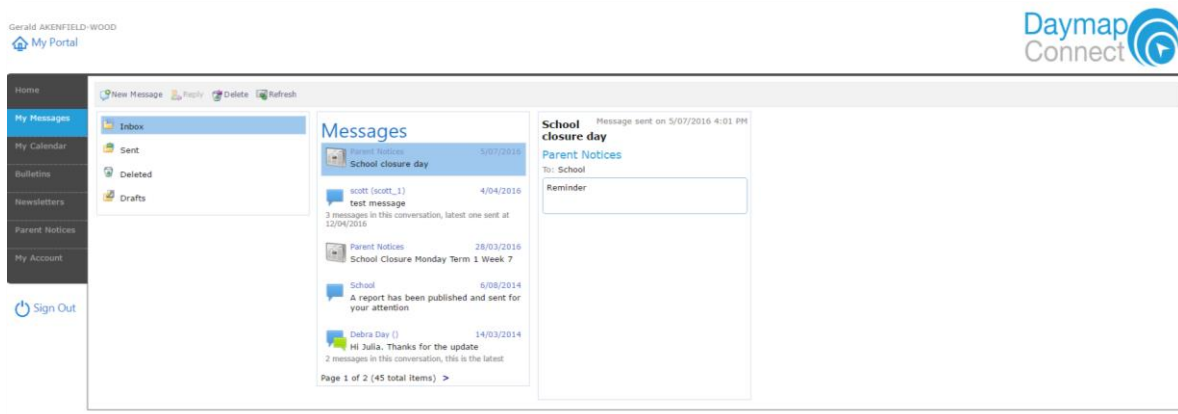 Gerald AKENFIELD-WOOD
My Portal
Daymap
Connect
Home
My Messages
My Calendar
Bulletins
Newsletters
Parent Notices
My Account
Sign Out
New Message Reply Delete Refresh
Inbox
Sent
Deleted
Drafts
Messages
Parent Notices 5/07/2016
School closure day
scott (scott_1) 4/04/2016
test message
3 messages in this conversation, latest one sent at
12/04/2016
Parent Notices 28/03/2016
School Closure Monday Term 1 Week 7
School 6/08/2014
A report has been published and sent for
your attention
Debra Day () 14/03/2014
Hi Julia. Thanks for the update
2 messages in this conversation, this is the latest
Page 1 of 2 (45 total items) >
School Message sent on 5/07/2016 4:01 PM
closure day
Parent Notices
To: School
Reminder